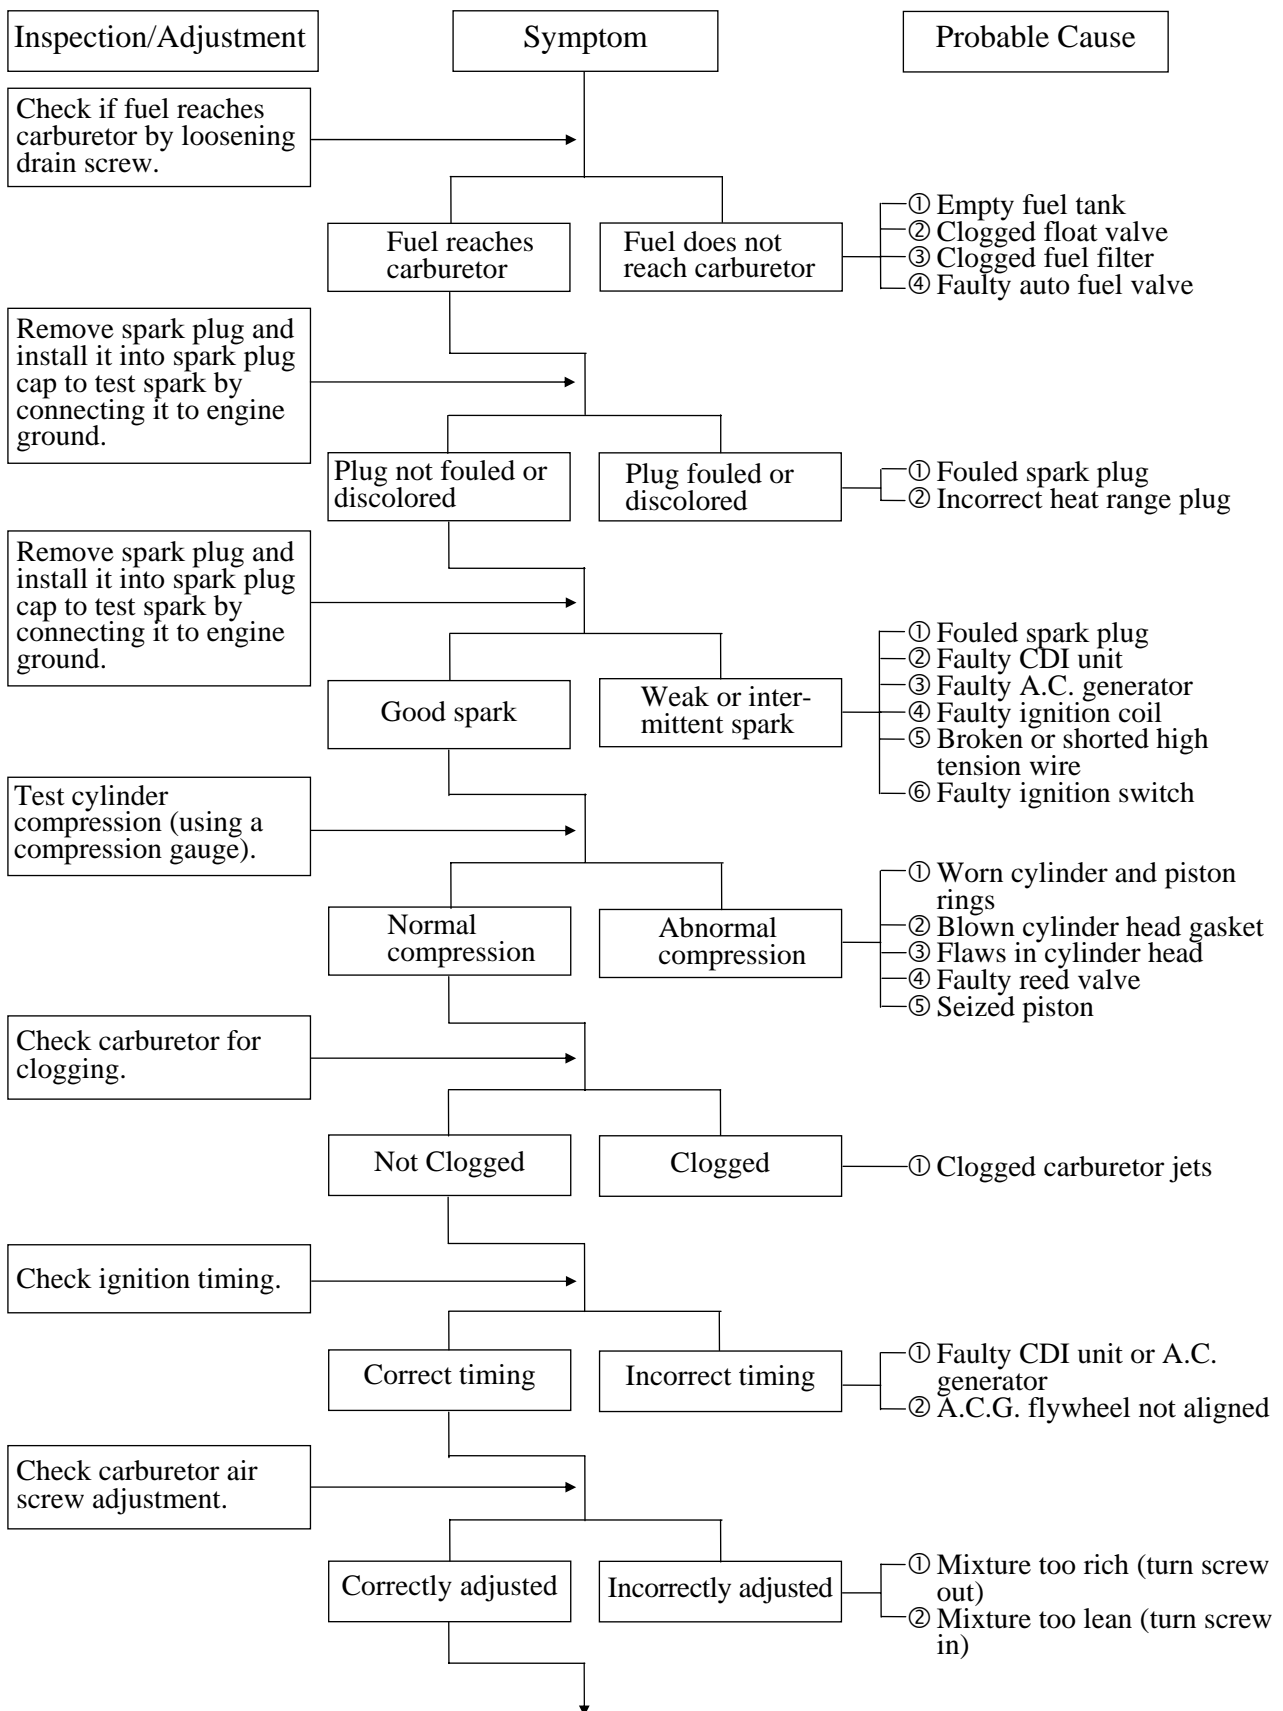 Inspection/Adjustment
Symptom
Probable Cause
Check if fuel reaches
carburetor by loosening
drain screw.
Fuel reaches
carburetor
Fuel does not
reach carburetor
① Empty fuel tank
② Clogged float valve
③ Clogged fuel filter
④ Faulty auto fuel valve
Remove spark plug and
install it into spark plug
cap to test spark by
connecting it to engine
ground.
Plug not fouled or
discolored
Plug fouled or
discolored
① Fouled spark plug
② Incorrect heat range plug
Remove spark plug and
install it into spark plug
cap to test spark by
connecting it to engine
ground.
Good spark
Weak or inter-
mittent spark
① Fouled spark plug
② Faulty CDI unit
③ Faulty A.C. generator
④ Faulty ignition coil
⑤ Broken or shorted high
tension wire
⑥ Faulty ignition switch
Test cylinder
compression (using a
compression gauge).
Normal
compression
Abnormal
compression
① Worn cylinder and piston
rings
② Blown cylinder head gasket
③ Flaws in cylinder head
④ Faulty reed valve
⑤ Seized piston
Check carburetor for
clogging.
Not Clogged
Clogged
① Clogged carburetor jets
Check ignition timing.
Correct timing
Incorrect timing
① Faulty CDI unit or A.C.
generator
② A.C.G. flywheel not aligned
Check carburetor air
screw adjustment.
Correctly adjusted
Incorrectly adjusted
① Mixture too rich (turn screw
out)
② Mixture too lean (turn screw
in)